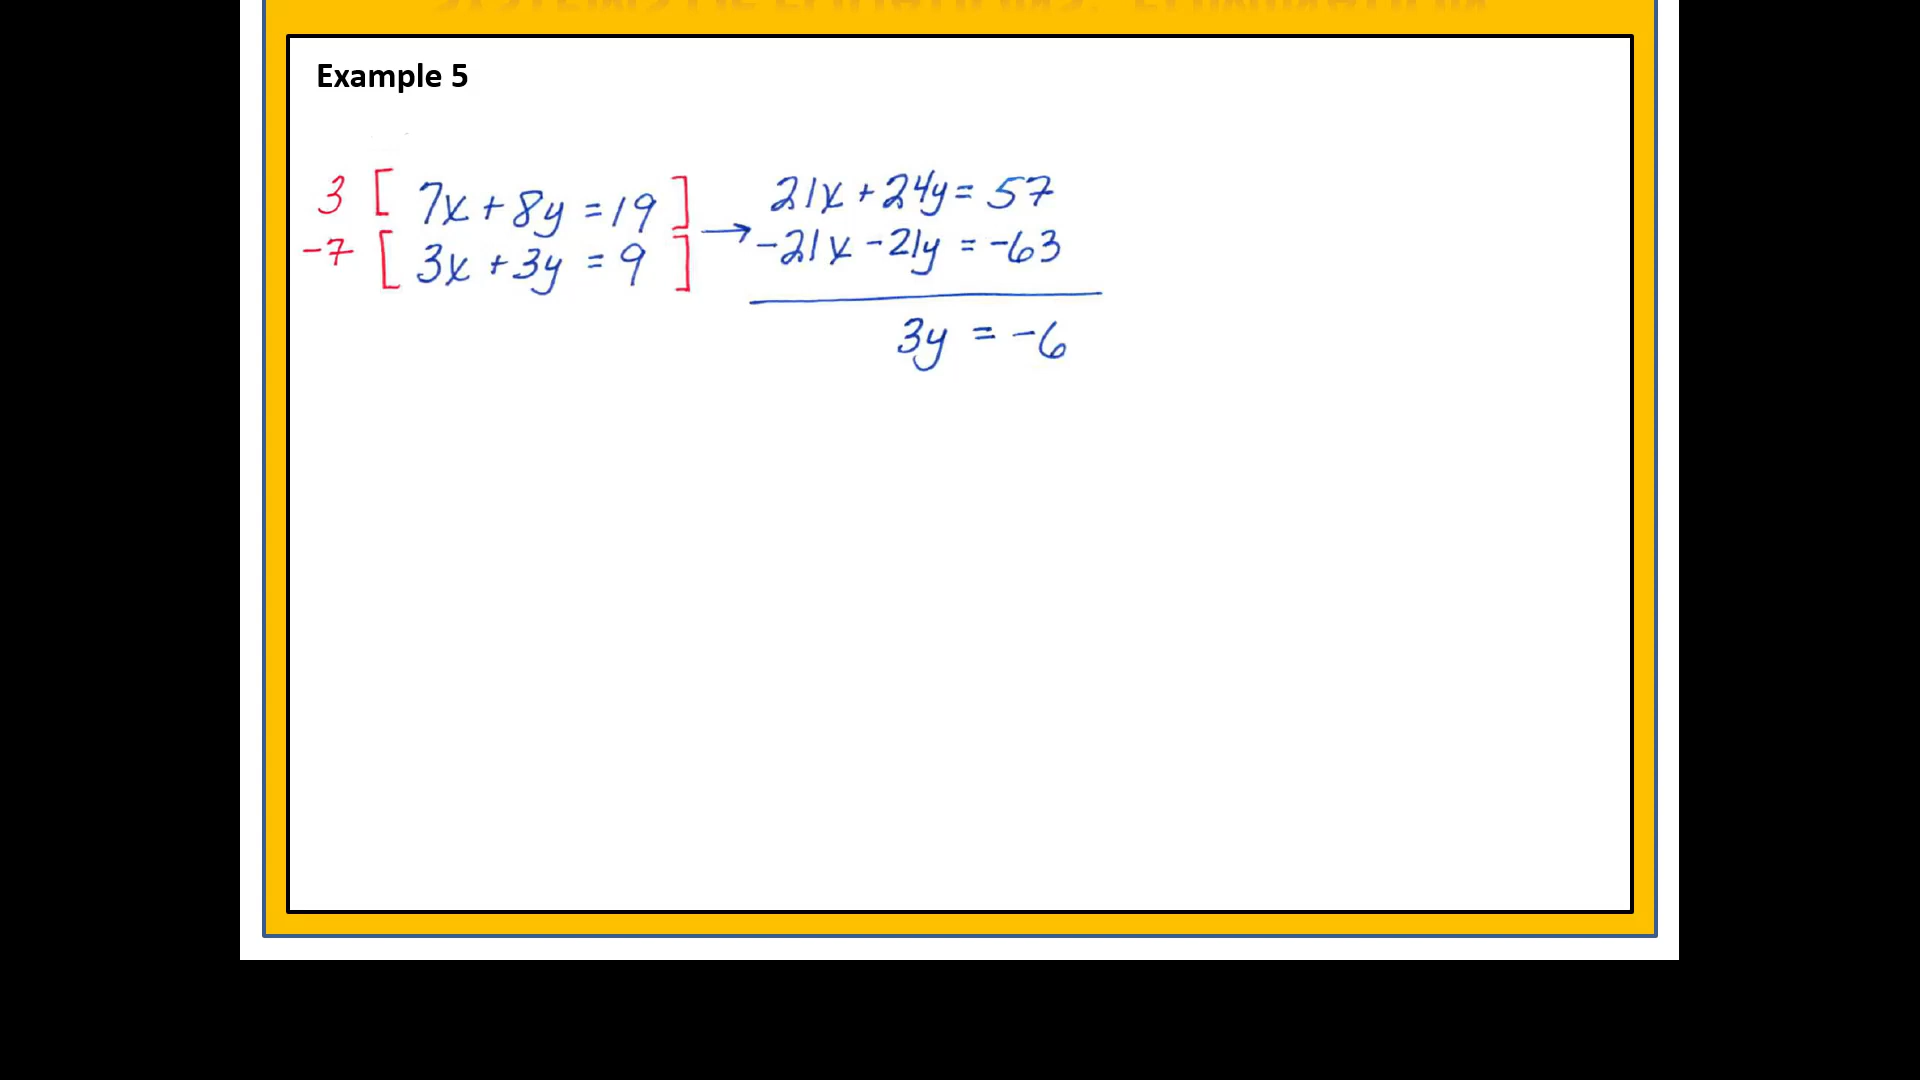 Example 5
3 [ 7x + 8y = 19 ] → 21x + 24y = 57
-7 [ 3x + 3y = 9 ] -21x - 21y = -63
3y = -6